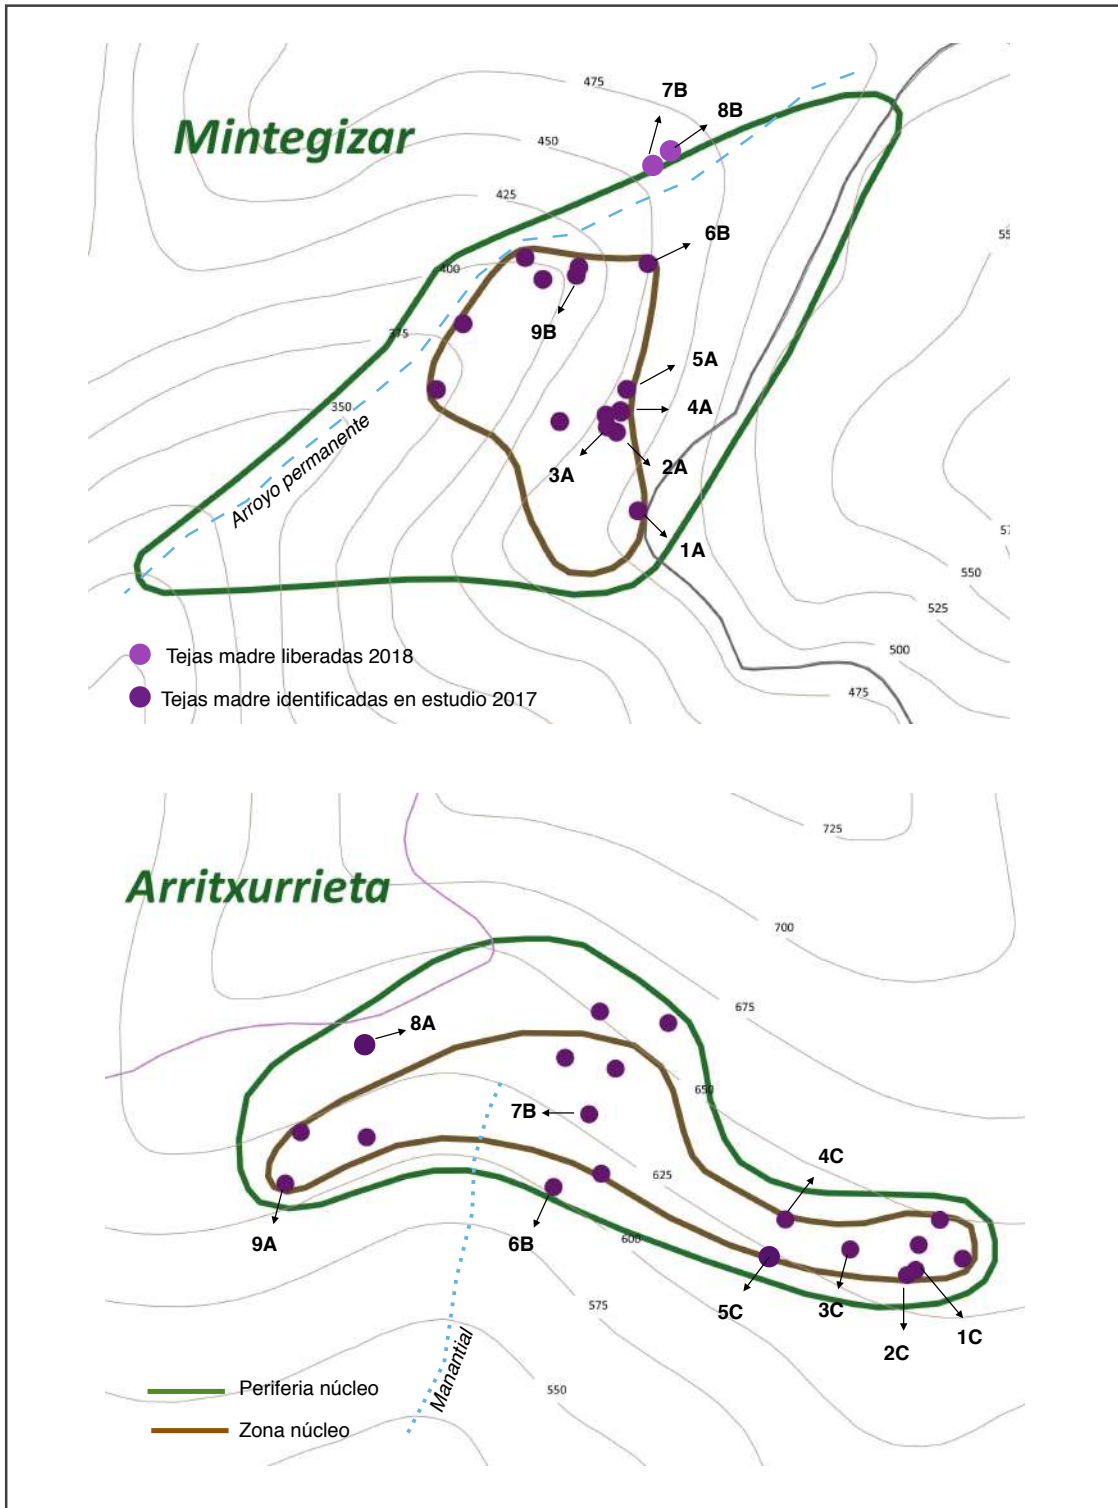 475
7B
8B
Mintegizar
450
425
55
6B
400
9B
375
5A
350
4A
Arroyo permanente
3A
2A
57
1A
550
525
500
Tejas madre liberadas 2018
475
Tejas madre identificadas en estudio 2017
725
Arritxurrieta
700
675
8A
650
7B
4C
625
9A
6B
600
5C
3C
575
1C
2C
Manantial
Periferia núcleo
550
Zona núcleo